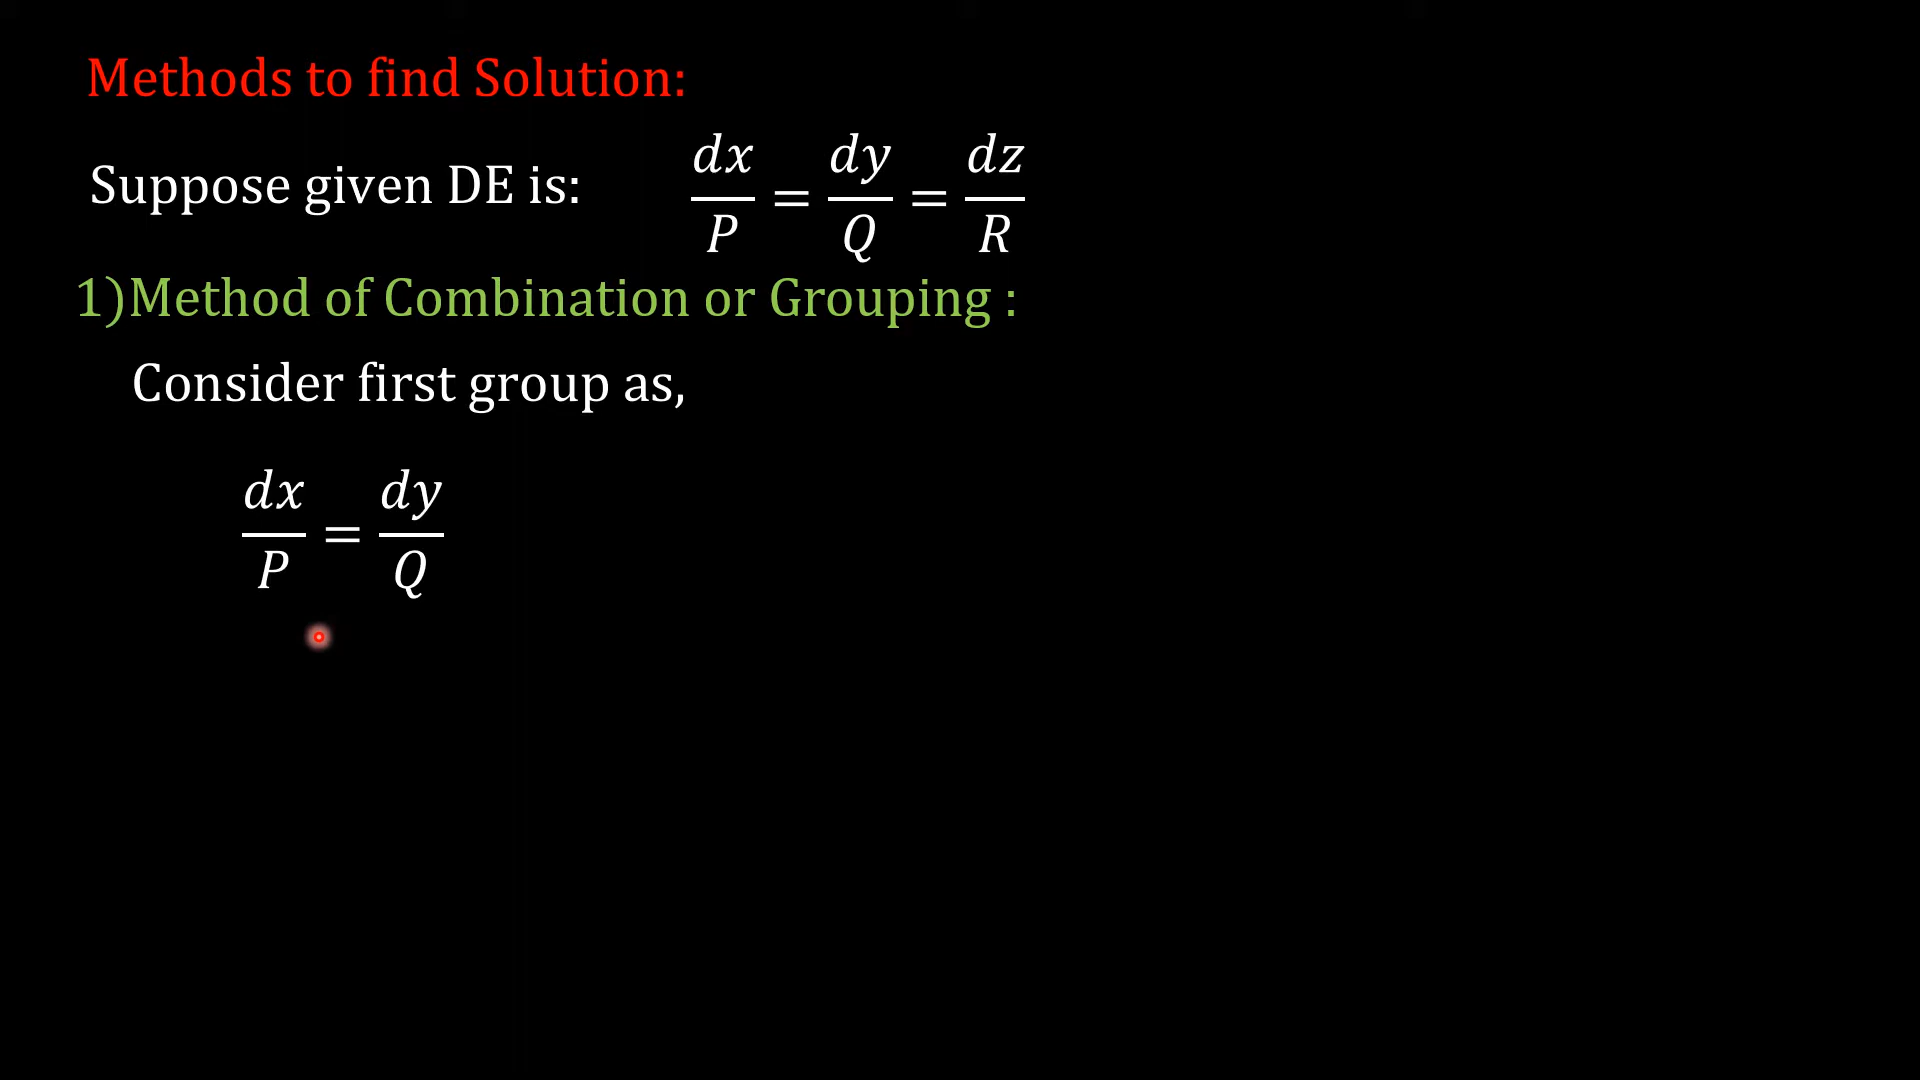 Methods to find Solution:
Suppose given DE is: dx/P = dy/Q = dz/R
1)Method of Combination or Grouping :
Consider first group as,
dx/P = dy/Q